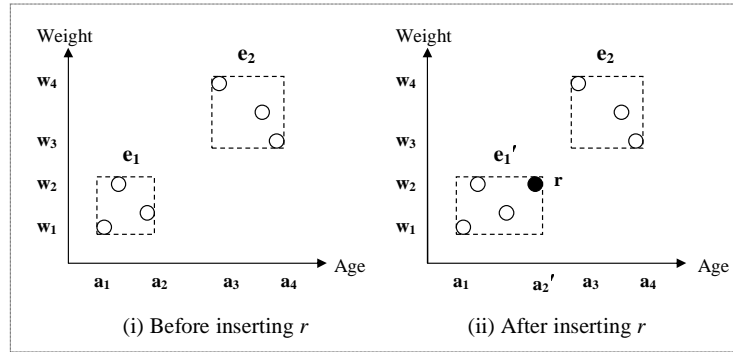 Weight
e2
w4
w3
e1
w2
w1
Age
a1 a2 a3 a4
(i) Before inserting r
Weight
e2
w4
w3
e1′
w2
r
w1
Age
a1 a2′ a3 a4
(ii) After inserting r